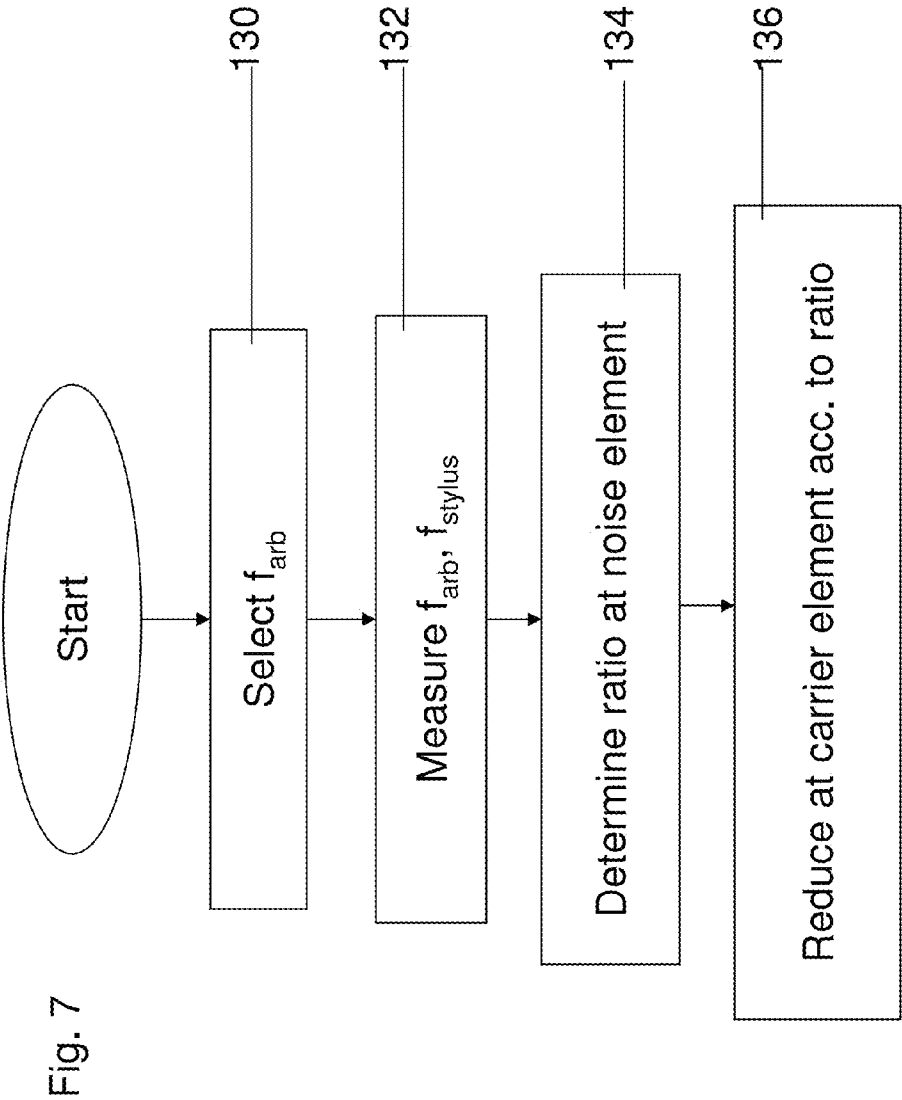 Fig. 7
Start
Select f_arb
130
Measure f_arb, f_stylus
132
Determine ratio at noise element
134
Reduce at carrier element acc. to ratio
136